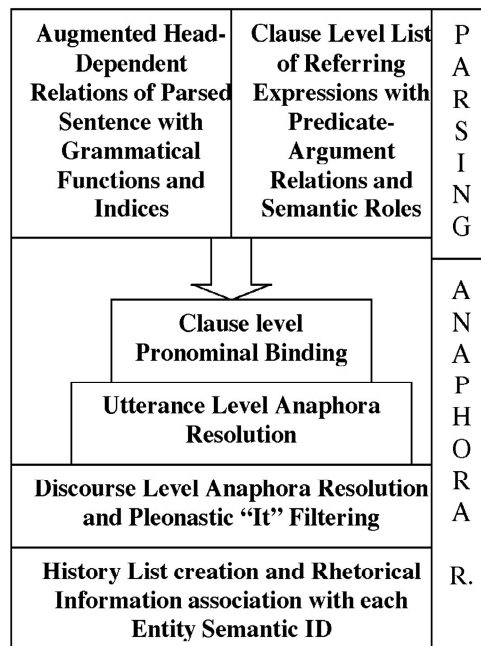 Augmented Head-
Dependent
Relations of Parsed
Sentence with
Grammatical
Functions and
Indices
Clause Level List
of Referring
Expressions with
Predicate-
Argument
Relations and
Semantic Roles
P
A
R
S
I
N
G
Clause level
Pronominal Binding
Utterance Level Anaphora
Resolution
Discourse Level Anaphora Resolution
and Pleonastic “It” Filtering
History List creation and Rhetorical
Information association with each
Entity Semantic ID
A
N
A
P
H
O
R
A
R.